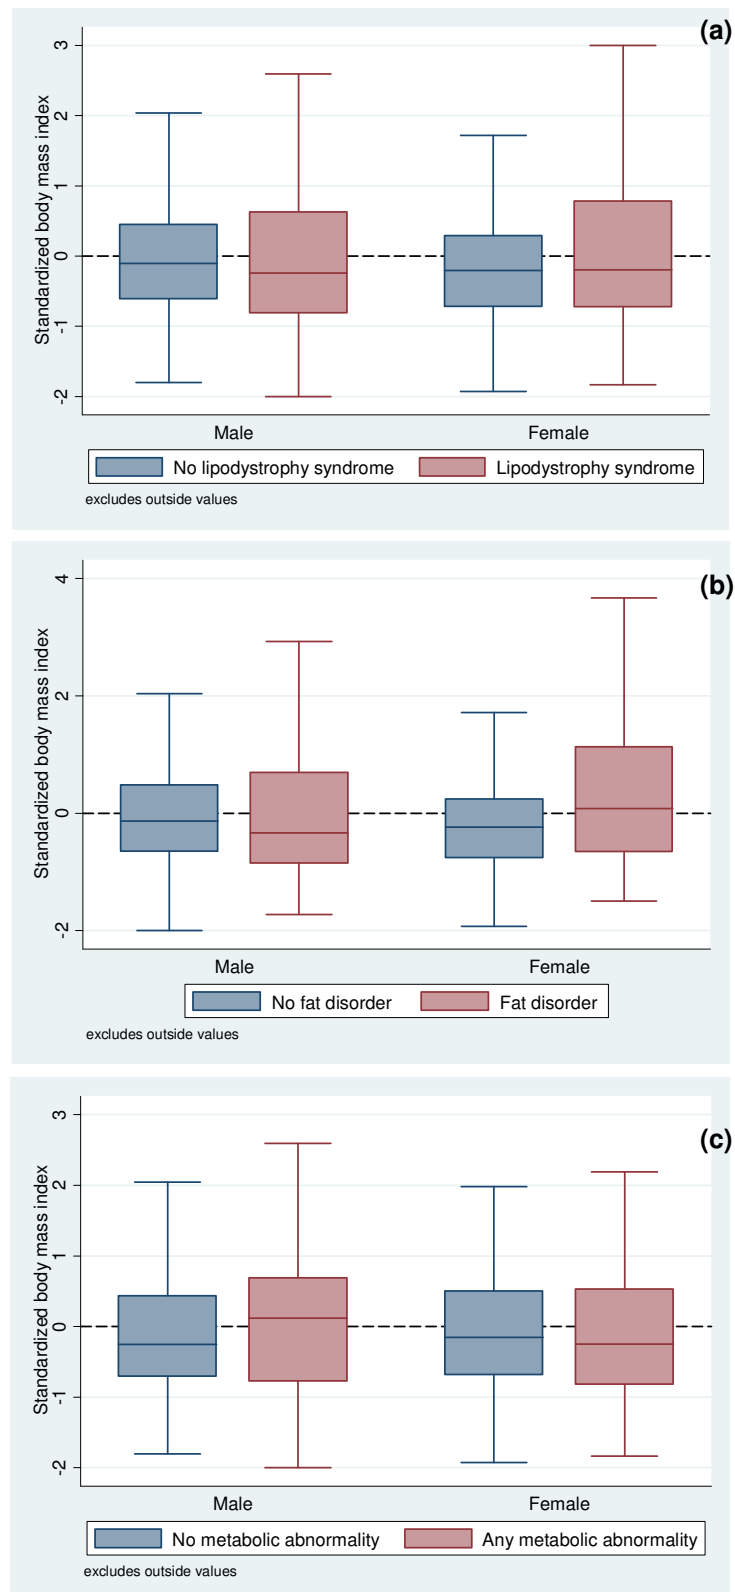 (a)
Standardized body mass index
3
2
1
0
-1
-2
Male Female
No lipodystrophy syndrome Lipodystrophy syndrome
excludes outside values
(b)
Standardized body mass index
4
2
0
-2
Male Female
No fat disorder Fat disorder
excludes outside values
(c)
Standardized body mass index
3
2
1
0
-1
-2
Male Female
No metabolic abnormality Any metabolic abnormality
excludes outside values